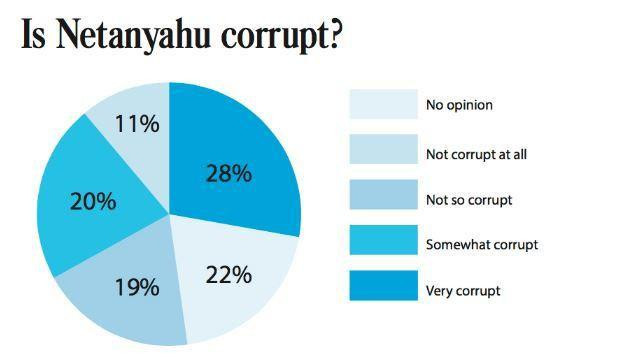 Is Netanyahu corrupt?
11%
28%
20%
22%
19%
No opinion
Not corrupt at all
Not so corrupt
Somewhat corrupt
Very corrupt